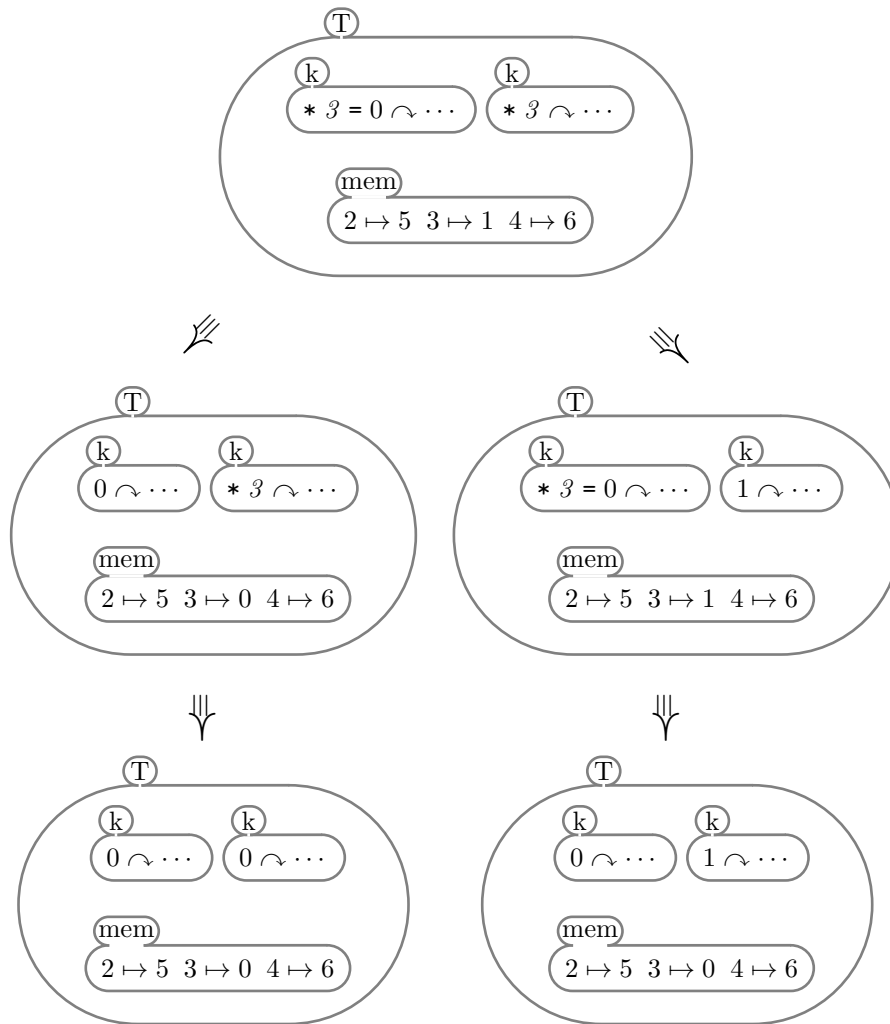 T
k k
* 3 = 0 ↷ ··· * 3 ↷ ···
mem
2 ↦ 5 3 ↦ 1 4 ↦ 6
T T
k k k k
0 ↷ ··· * 3 ↷ ··· * 3 = 0 ↷ ··· 1 ↷ ···
mem mem
2 ↦ 5 3 ↦ 0 4 ↦ 6 2 ↦ 5 3 ↦ 1 4 ↦ 6
T T
k k k k
0 ↷ ··· 0 ↷ ··· 0 ↷ ··· 1 ↷ ···
mem mem
2 ↦ 5 3 ↦ 0 4 ↦ 6 2 ↦ 5 3 ↦ 0 4 ↦ 6